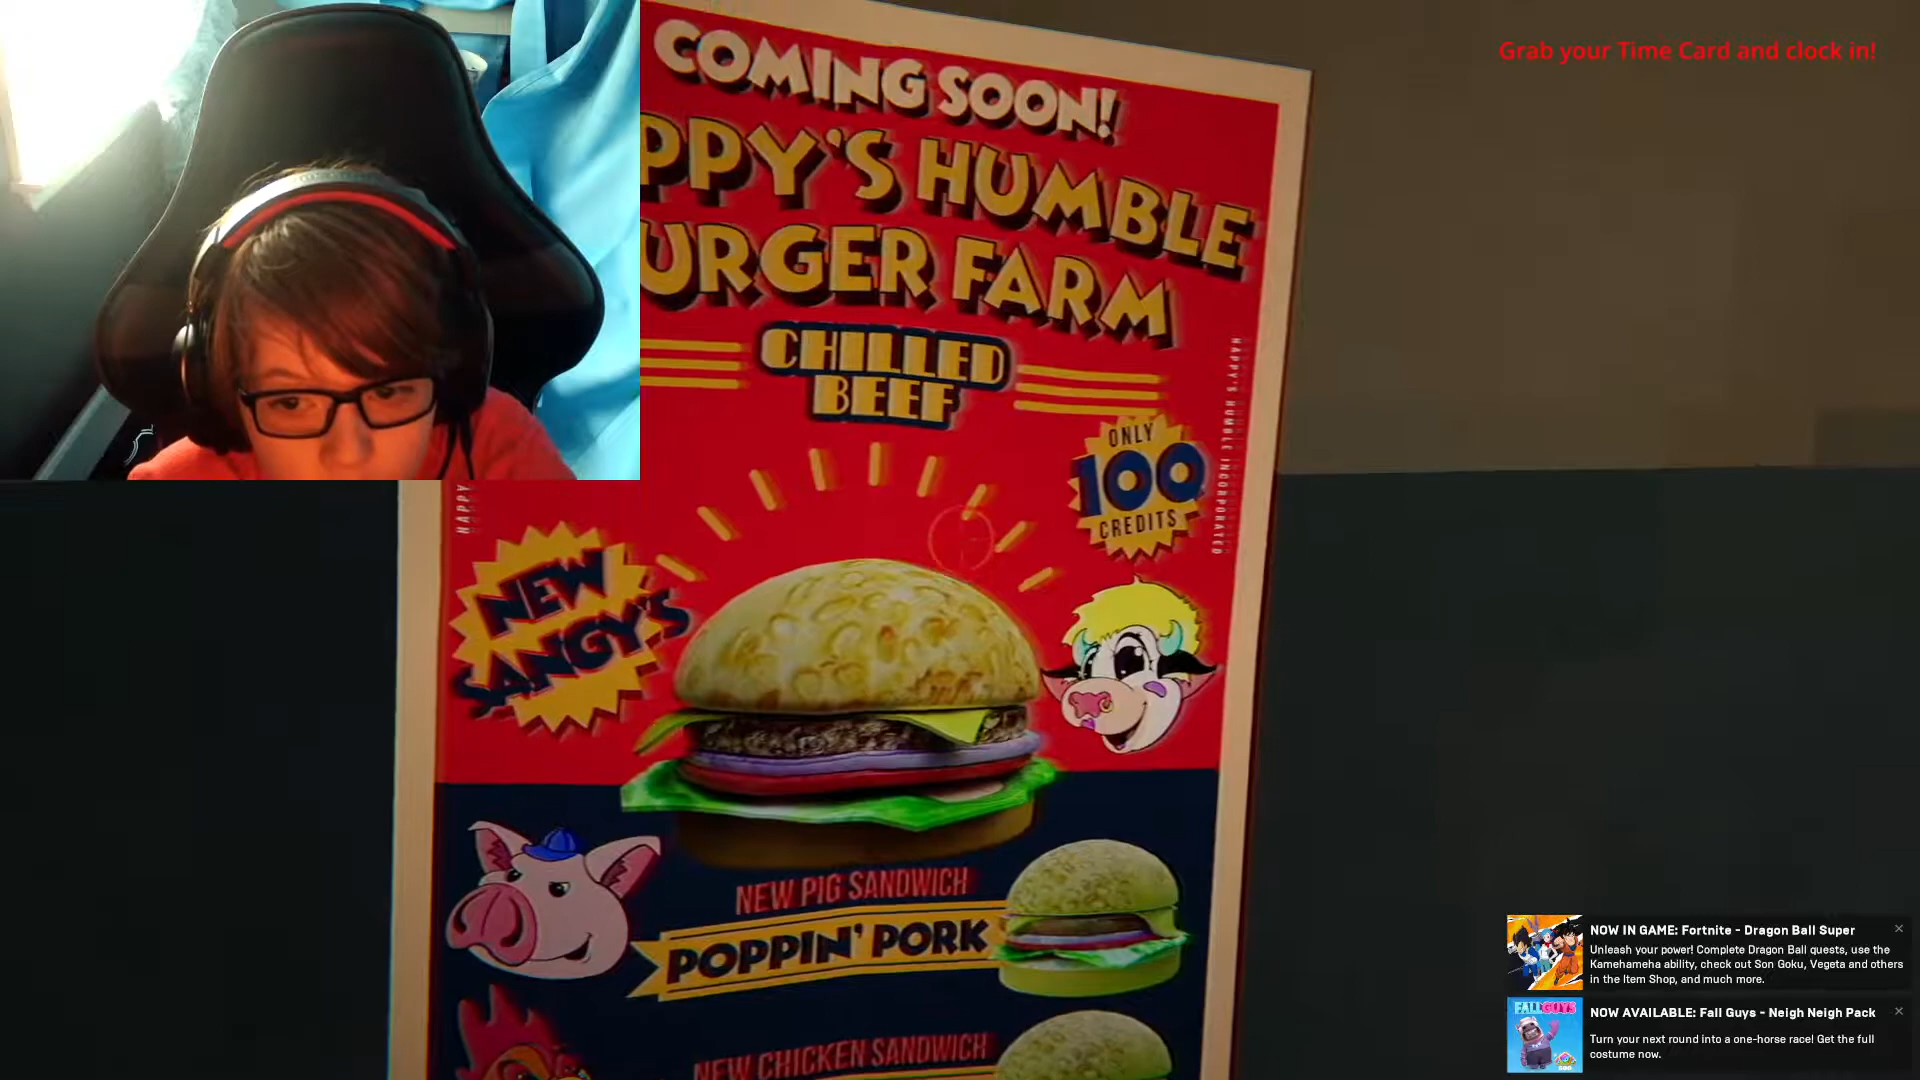 COMING SOON!
PPY'S HUMBLE
URGER FARM
CHILLED
BEEF
ONLY
100
CREDITS
HAPPY'S HUMBLE INCORPORATED
HAPPY
NEW
SANGY'S
NEW PIG SANDWICH
POPPIN' PORK
NEW CHICKEN SANDWICH
Grab your Time Card and clock in!
NOW IN GAME: Fortnite - Dragon Ball Super
Unleash your power! Complete Dragon Ball quests, use the
Kamehameha ability, check out Son Goku, Vegeta and others
in the Item Shop, and much more.
FALL GUYS
NOW AVAILABLE: Fall Guys - Neigh Neigh Pack
Turn your next round into a one-horse race! Get the full
costume now.